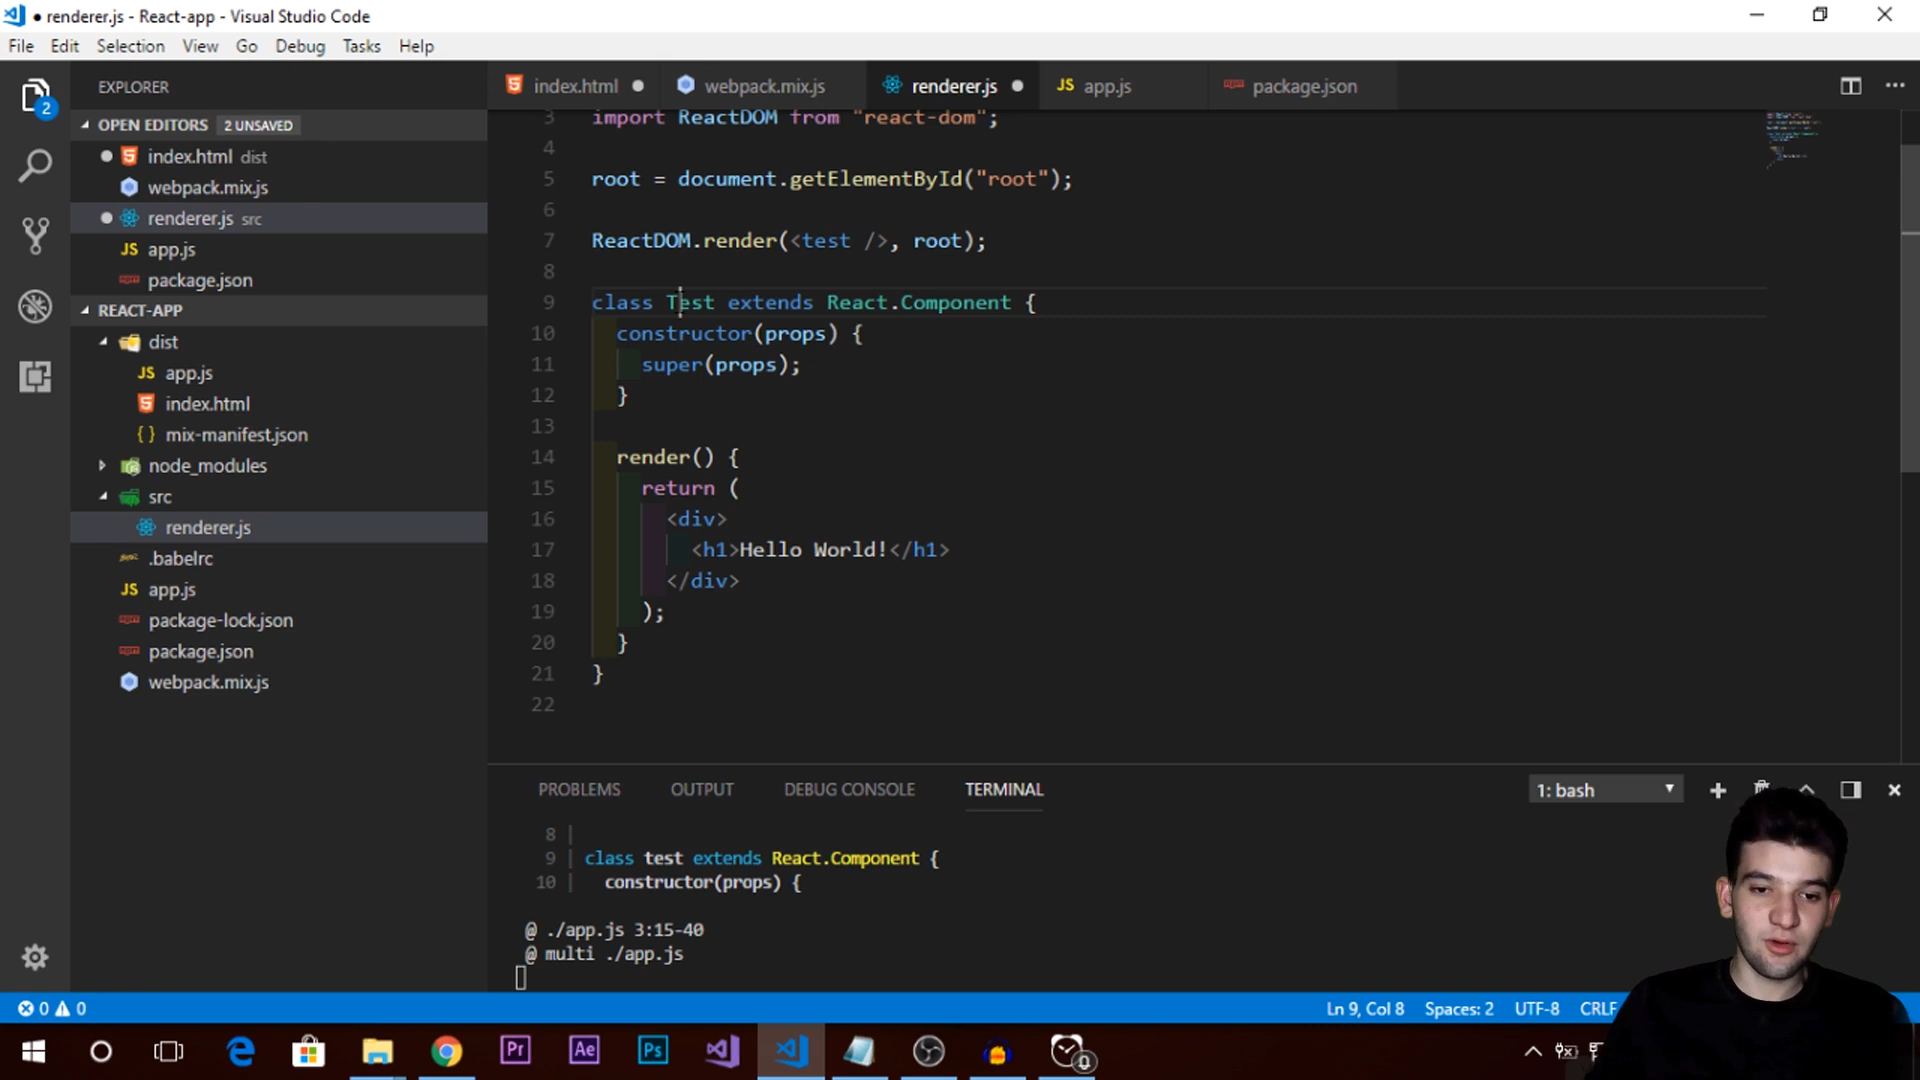 ● renderer.js - React-app - Visual Studio Code
File Edit Selection View Go Debug Tasks Help
2
EXPLORER
OPEN EDITORS 2 UNSAVED
index.html dist
webpack.mix.js
renderer.js src
app.js
package.json
REACT-APP
dist
app.js
index.html
mix-manifest.json
node_modules
src
renderer.js
.babelrc
app.js
package-lock.json
package.json
webpack.mix.js
index.html webpack.mix.js renderer.js app.js package.json
3 import ReactDOM from "react-dom";
4
5 root = document.getElementById("root");
6
7 ReactDOM.render(<test />, root);
8
9 class Test extends React.Component {
10 constructor(props) {
11 super(props);
12 }
13
14 render() {
15 return (
16 <div>
17 <h1>Hello World!</h1>
18 </div>
19 );
20 }
21 }
22
PROBLEMS OUTPUT DEBUG CONSOLE TERMINAL 1: bash
8 |
9 | class test extends React.Component {
10 | constructor(props) {
@ ./app.js 3:15-40
@ multi ./app.js
0 0 Ln 9, Col 8 Spaces: 2 UTF-8 CRLF
Pr Ae Ps